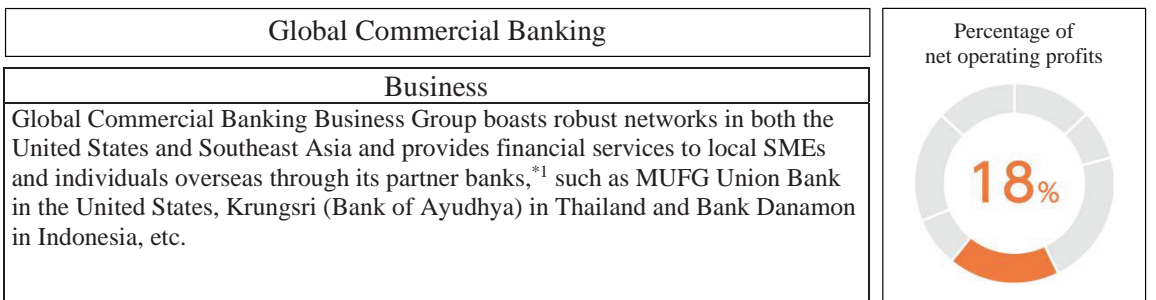 Global Commercial Banking
Business
Global Commercial Banking Business Group boasts robust networks in both the
United States and Southeast Asia and provides financial services to local SMEs
and individuals overseas through its partner banks,*1 such as MUFG Union Bank
in the United States, Krungsri (Bank of Ayudhya) in Thailand and Bank Danamon
in Indonesia, etc.
Percentage of
net operating profits
18%